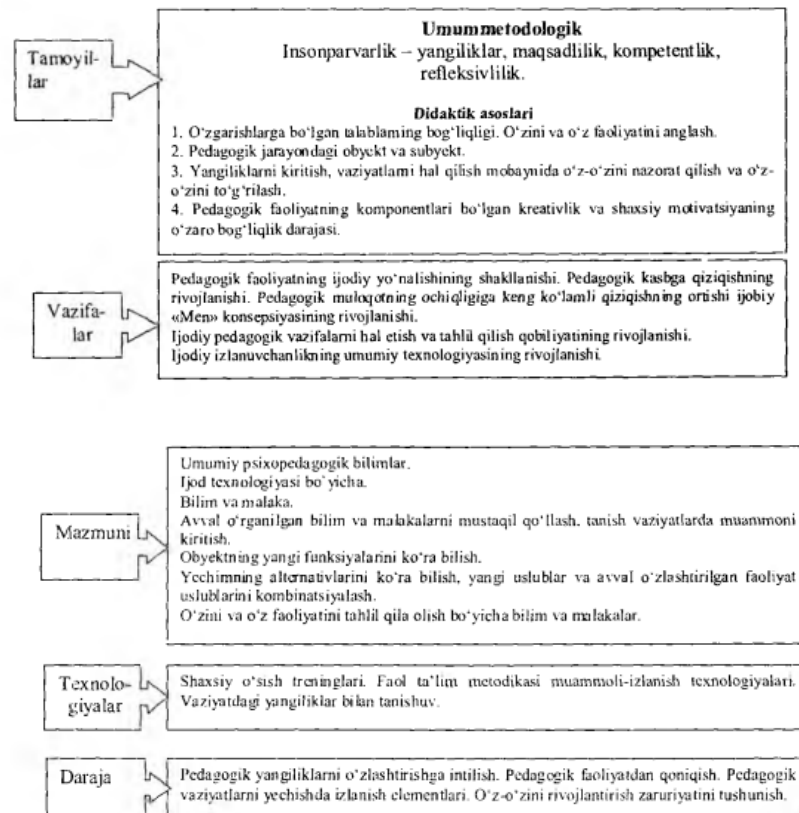 Tamoyil-
lar
Umummetodologik
Insonparvarlik – yangiliklar, maqsadlilik, kompetentlik,
refleksivlilik.
Didaktik asoslari
1. O‘zgarishlarga bo‘lgan talablarning bog‘liqligi. O‘zini va o‘z faoliyatini anglash.
2. Pedagogik jarayondagi obyekt va subyekt.
3. Yangiliklarni kiritish, vaziyatlarni hal qilish mobaynida o‘z-o‘zini nazorat qilish va o‘z-
o‘zini to‘g‘rilash.
4. Pedagogik faoliyatning komponentlari bo‘lgan kreativlik va shaxsiy motivatsiyaning
o‘zaro bog‘liqlik darajasi.
Vazifa-
lar
Pedagogik faoliyatning ijodiy yo‘nalishining shakllanishi. Pedagogik kasbga qiziqishning
rivojlanishi. Pedagogik muloqotning ochiqligiga keng ko‘lamli qiziqishning ortishi ijobiy
«Men» konsepsiyasining rivojlanishi.
Ijodiy pedagogik vazifalarni hal etish va tahlil qilish qobiliyatining rivojlanishi.
Ijodiy izlanuvchanlikning umumiy texnologiyasining rivojlanishi.
Mazmuni
Umumiy psixopedagogik bilimlar.
Ijod texnologiyasi bo‘yicha.
Bilim va malaka.
Avval o‘rganilgan bilim va malakalarni mustaqil qo‘llash. tanish vaziyatlarda muammoni
kiritish.
Obyektning yangi funksiyalarini ko‘ra bilish.
Yechimning alternativlarini ko‘ra bilish, yangi uslublar va avval o‘zlashtirilgan faoliyat
uslublarini kombinatsiyalash.
O‘zini va o‘z faoliyatini tahlil qila olish bo‘yicha bilim va malakalar.
Texnolo-
giyalar
Shaxsiy o‘sish treninglari. Faol ta’lim metodikasi muammoli-izlanish texnologiyalari.
Vaziyatdagi yangiliklar bilan tanishuv.
Daraja
Pedagogik yangiliklarni o‘zlashtirishga intilish. Pedagogik faoliyatdan qoniqish. Pedagogik
vaziyatlarni yechishda izlanish elementlari. O‘z-o‘zini rivojlantirish zaruriyatini tushunish.